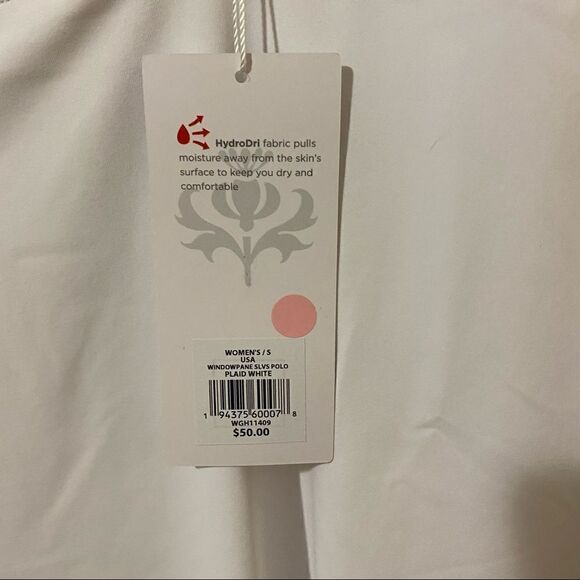 HydroDri fabric pulls
moisture away from the skin's
surface to keep you dry and
comfortable
WOMEN'S / S
USA
WINDOWPANE SLVS POLO
PLAID WHITE
1 94375 60007 8
WGH11409
$50.00